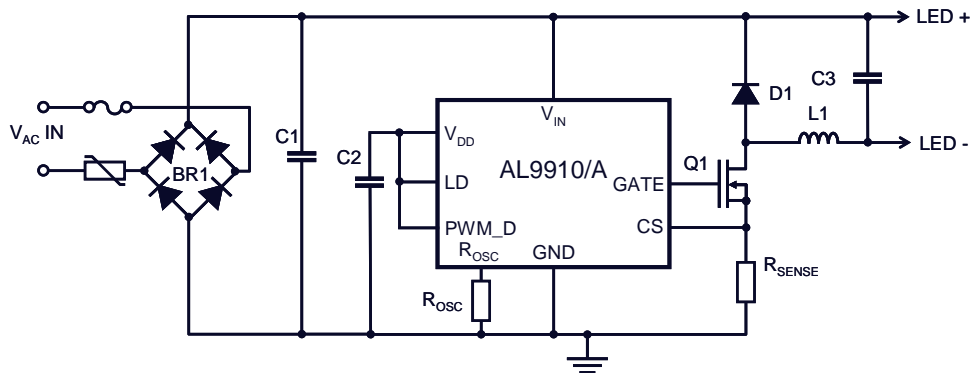 LED +
C3
D1
L1
V_AC IN
C1
V_IN
C2
V_DD
LED -
BR1
AL9910/A
Q1
LD
GATE
PWM_D
CS
R_OSC
GND
R_SENSE
R_OSC